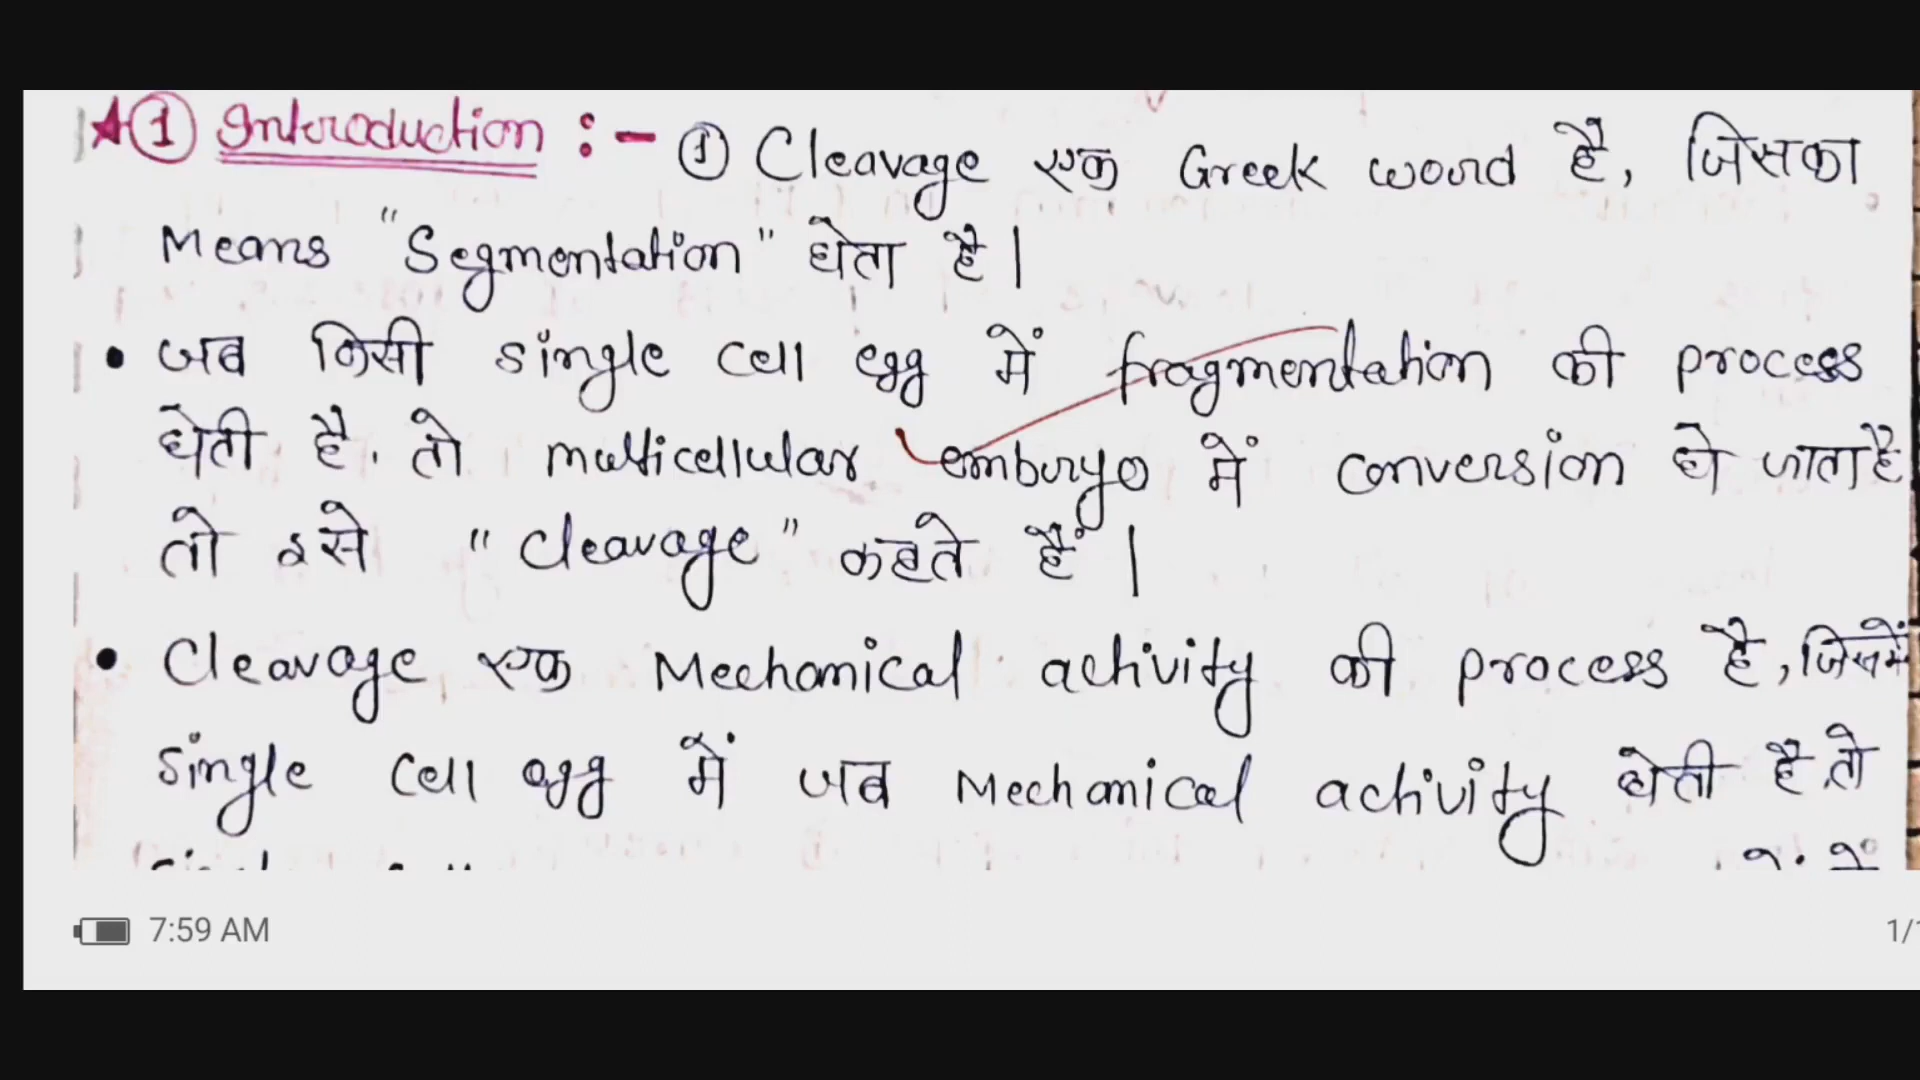 ★① Introduction :- ① Cleavage एक Greek word है, जिसका
Means "Segmentation" होता है।
• जब किसी single cell egg में fragmentation की process
होती है. तो multicellular embryo में conversion हो जाता है
तो इसे "Cleavage" कहते हैं।
• Cleavage एक Mechanical activity की process है, जिसमें
single cell egg में जब Mechanical activity होती है तो
7:59 AM